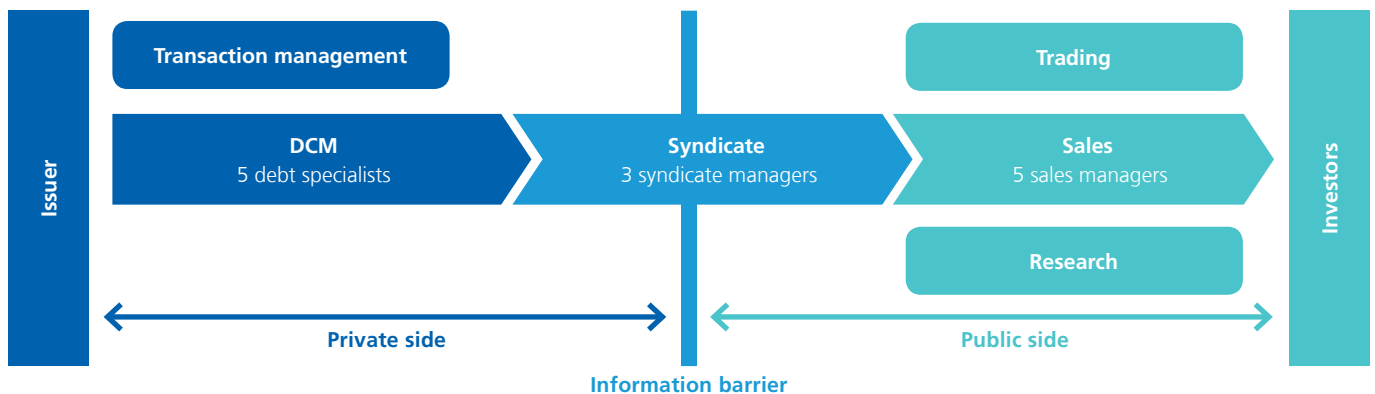 Issuer
Transaction management
DCM
5 debt specialists
Syndicate
3 syndicate managers
Trading
Sales
5 sales managers
Research
Investors
Private side
Public side
Information barrier